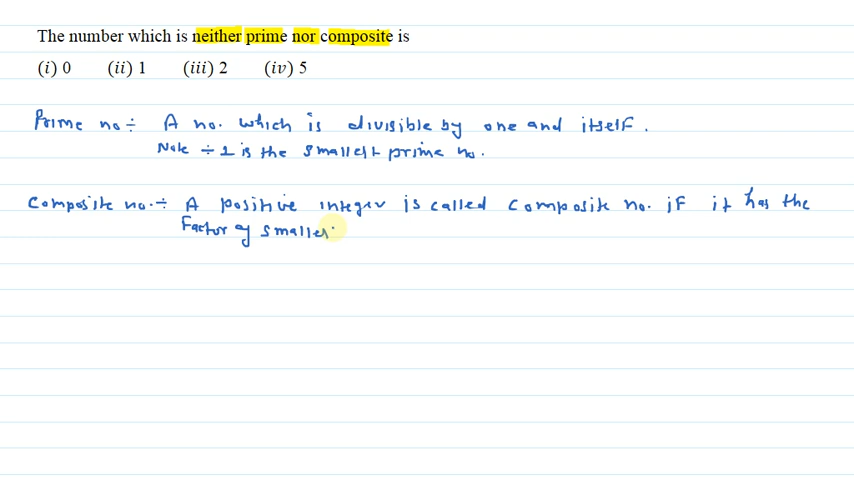 The number which is neither prime nor composite is
(i) 0 (ii) 1 (iii) 2 (iv) 5
Prime no ÷ A no. which is divisible by one and itself.
Note ÷ 2 is the smallest prime no.
Composite no. ÷ A positive integer is called composite no. if it has the
Factor of smaller